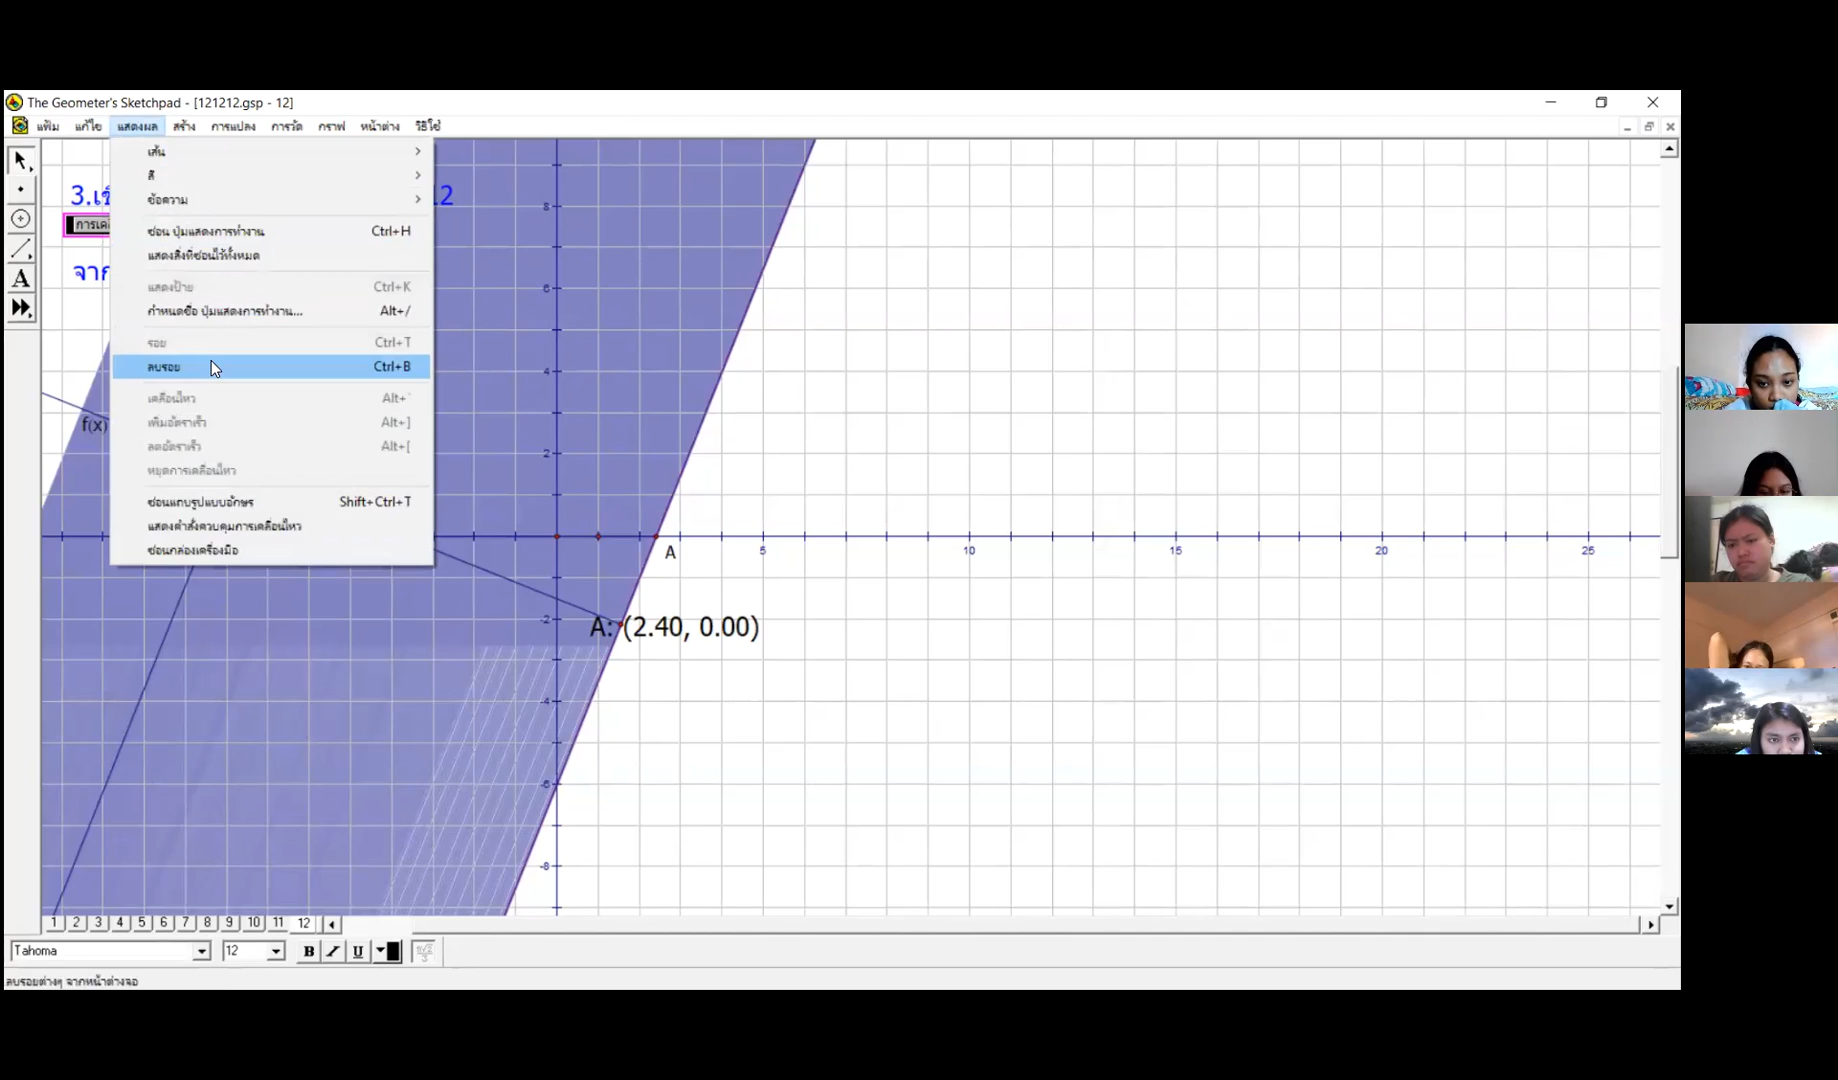 The Geometer's Sketchpad - [121212.gsp - 12]
แฟ้ม แก้ไข แสดงผล สร้าง การแปลง การวัด กราฟ หน้าต่าง วิธีใช้
เส้น
สี
ข้อความ
ซ่อน ปุ่มแสดงการทำงาน Ctrl+H
แสดงสิ่งที่ซ่อนไว้ทั้งหมด
แสดงป้าย Ctrl+K
กำหนดชื่อ ปุ่มแสดงการทำงาน... Alt+/
รอย Ctrl+T
ลบรอย Ctrl+B
เคลื่อนไหว Alt+`
เพิ่มอัตราเร็ว Alt+]
ลดอัตราเร็ว Alt+[
หยุดการเคลื่อนไหว
ซ่อนแถบรูปแบบอักษร Shift+Ctrl+T
แสดงคำสั่งควบคุมการเคลื่อนไหว
ซ่อนกล่องเครื่องมือ
3. 12
จาก
f(x)
8
6
4
2
5 10 15 20 25
A
-2
A: (2.40, 0.00)
-4
-6
-8
1 2 3 4 5 6 7 8 9 10 11 12
Tahoma 12 B I U
ลบรอยต่างๆ จากหน้าต่างจอ